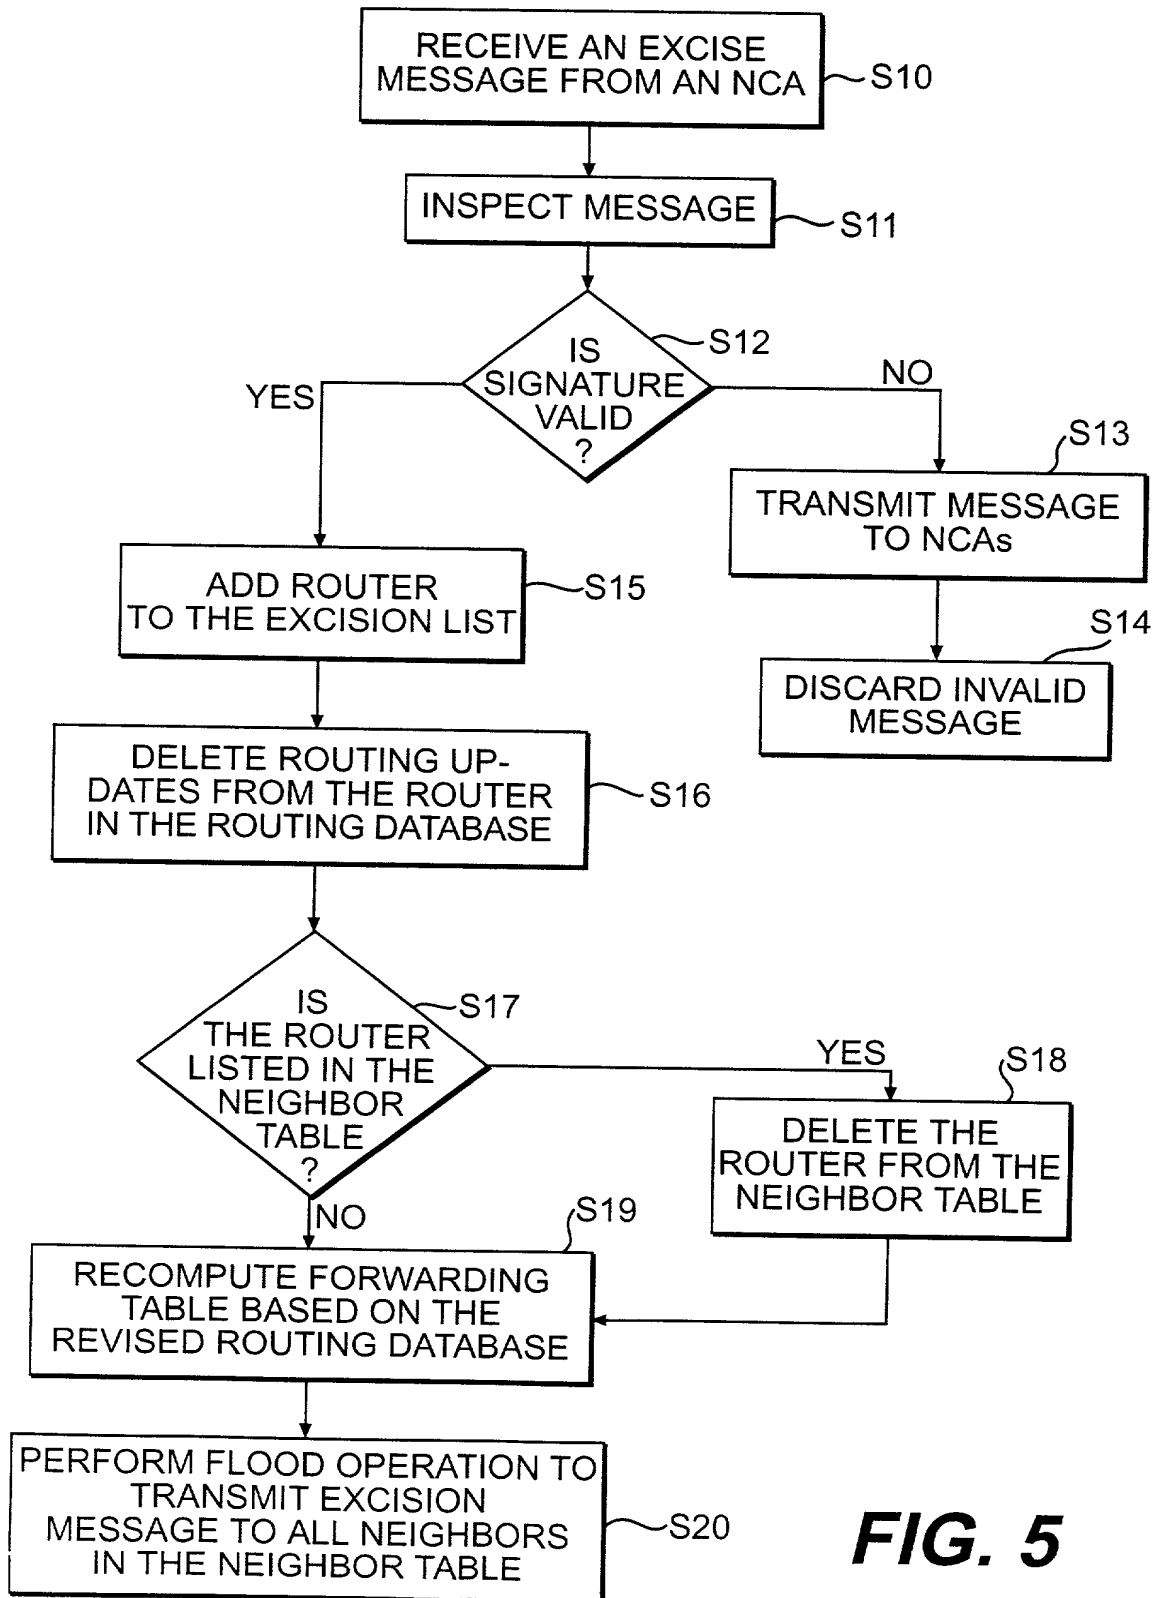 RECEIVE AN EXCISE
MESSAGE FROM AN NCA
S10
INSPECT MESSAGE
S11
IS
SIGNATURE
VALID
?
S12
YES
NO
S13
TRANSMIT MESSAGE
TO NCAs
S14
DISCARD INVALID
MESSAGE
ADD ROUTER
TO THE EXCISION LIST
S15
DELETE ROUTING UP-
DATES FROM THE ROUTER
IN THE ROUTING DATABASE
S16
IS
THE ROUTER
LISTED IN THE
NEIGHBOR
TABLE
?
S17
YES
S18
DELETE THE
ROUTER FROM THE
NEIGHBOR TABLE
NO
S19
RECOMPUTE FORWARDING
TABLE BASED ON THE
REVISED ROUTING DATABASE
PERFORM FLOOD OPERATION TO
TRANSMIT EXCISION
MESSAGE TO ALL NEIGHBORS
IN THE NEIGHBOR TABLE
S20
FIG. 5